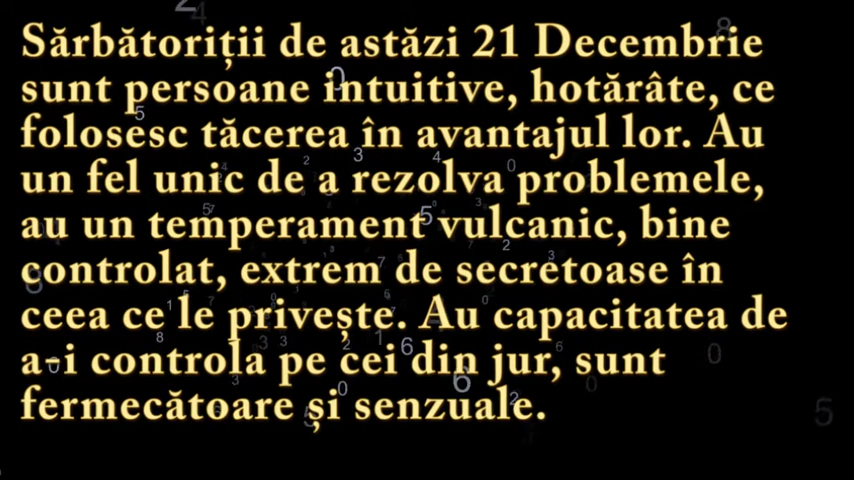 Sărbătoriții de astăzi 21 Decembrie
sunt persoane intuitive, hotărâte, ce
folosesc tăcerea în avantajul lor. Au
un fel unic de a rezolva problemele,
au un temperament vulcanic, bine
controlat, extrem de secretoase în
ceea ce le privește. Au capacitatea de
a-i controla pe cei din jur, sunt
fermecătoare și senzuale.